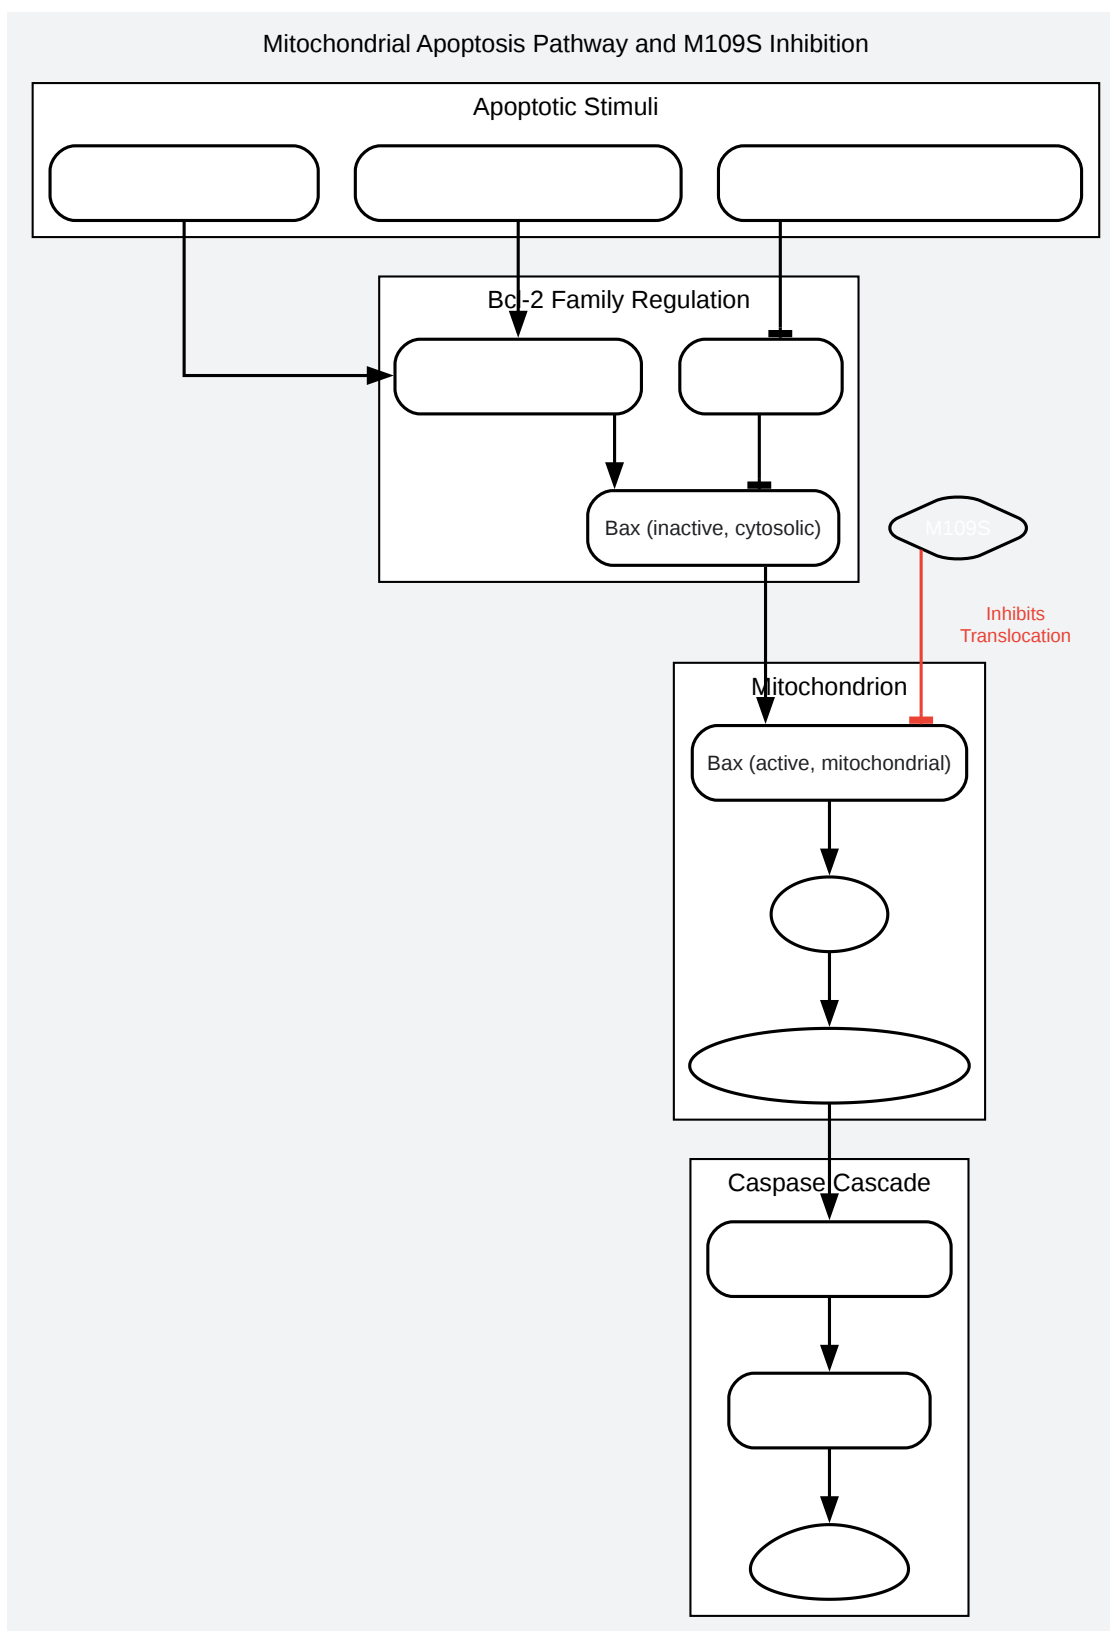 Mitochondrial Apoptosis Pathway and M109S Inhibition
Apoptotic Stimuli
Bcl-2 Family Regulation
Bax (inactive, cytosolic)
M109S
Inhibits
Translocation
Mitochondrion
Bax (active, mitochondrial)
Caspase Cascade